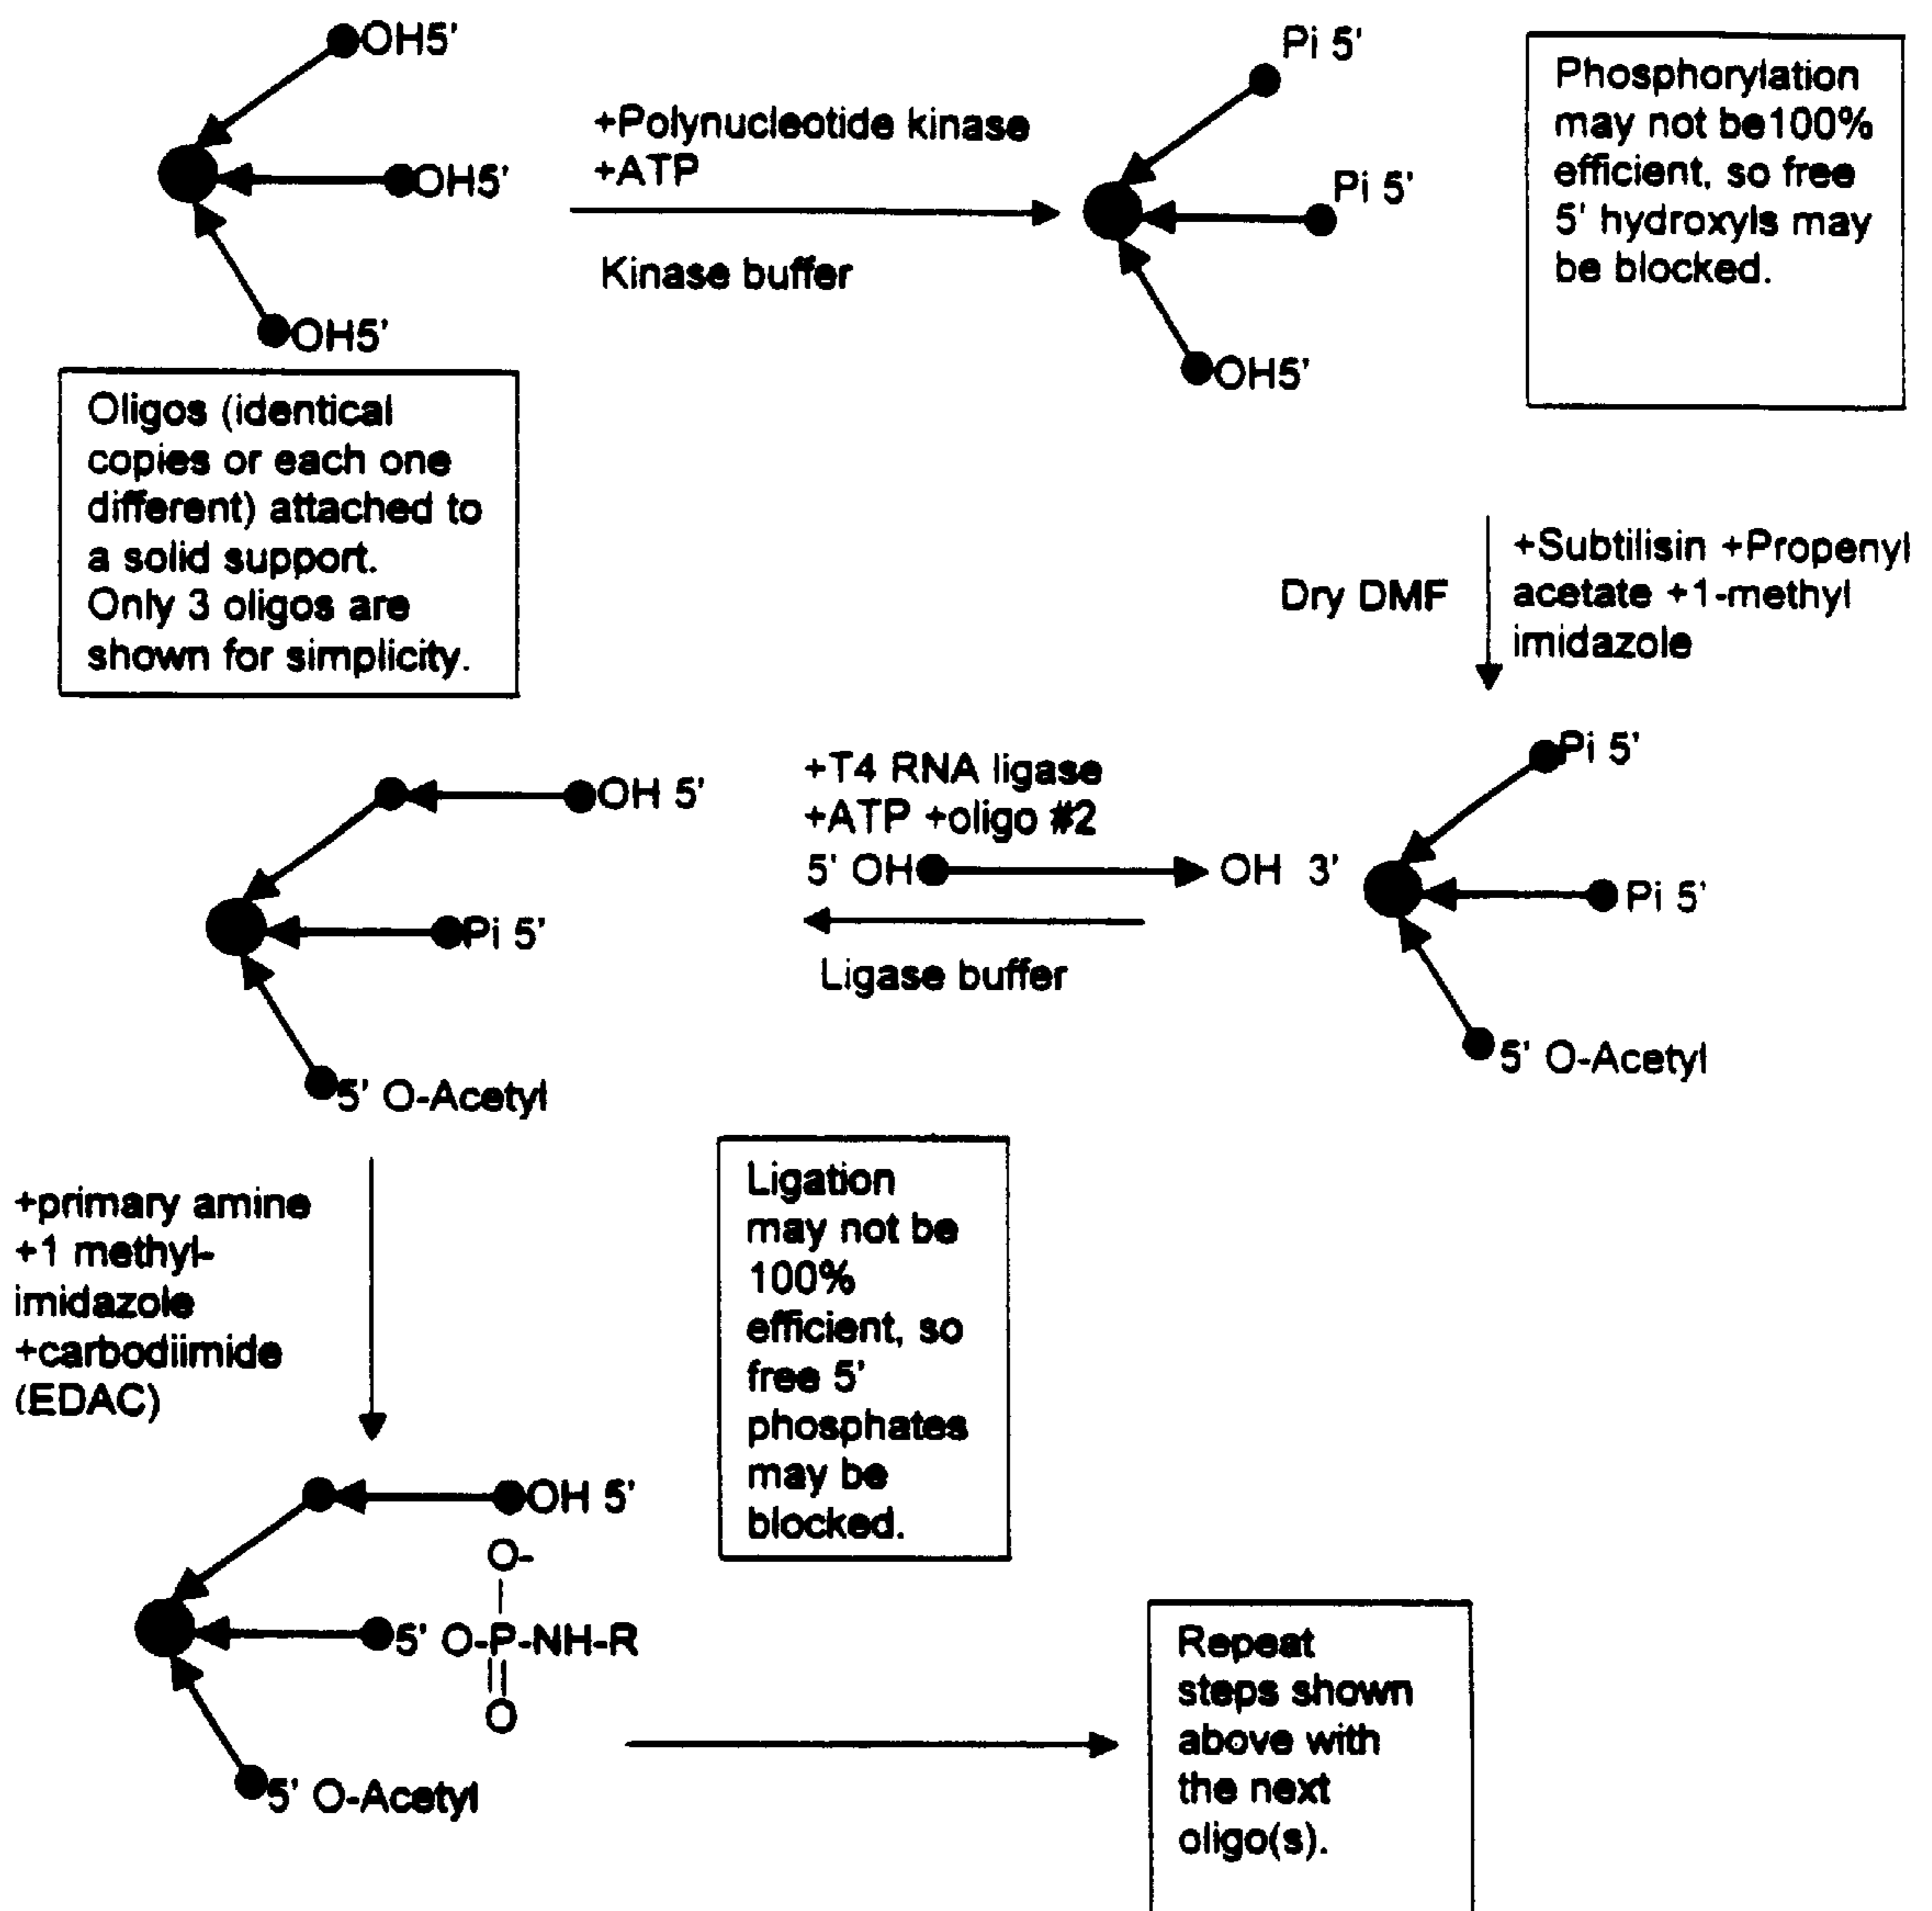 OH5'
OH5'
OH5'
+Polynucleotide kinase
+ATP
Kinase buffer
Pi 5'
Pi 5'
OH5'
Phosphorylation
may not be100%
efficient, so free
5' hydroxyls may
be blocked.
Oligos (identical
copies or each one
different) attached to
a solid support.
Only 3 oligos are
shown for simplicity.
Dry DMF
+Subtilisin +Propenyl
acetate +1-methyl
imidazole
Pi 5'
Pi 5'
5' O-Acetyl
+T4 RNA ligase
+ATP +oligo #2
5' OH OH 3'
Ligase buffer
OH 5'
Pi 5'
5' O-Acetyl
+primary amine
+1 methyl-
imidazole
+carbodiimide
(EDAC)
Ligation
may not be
100%
efficient, so
free 5'
phosphates
may be
blocked.
OH 5'
O-
5' O-P-NH-R
O
5' O-Acetyl
Repeat
steps shown
above with
the next
oligo(s).